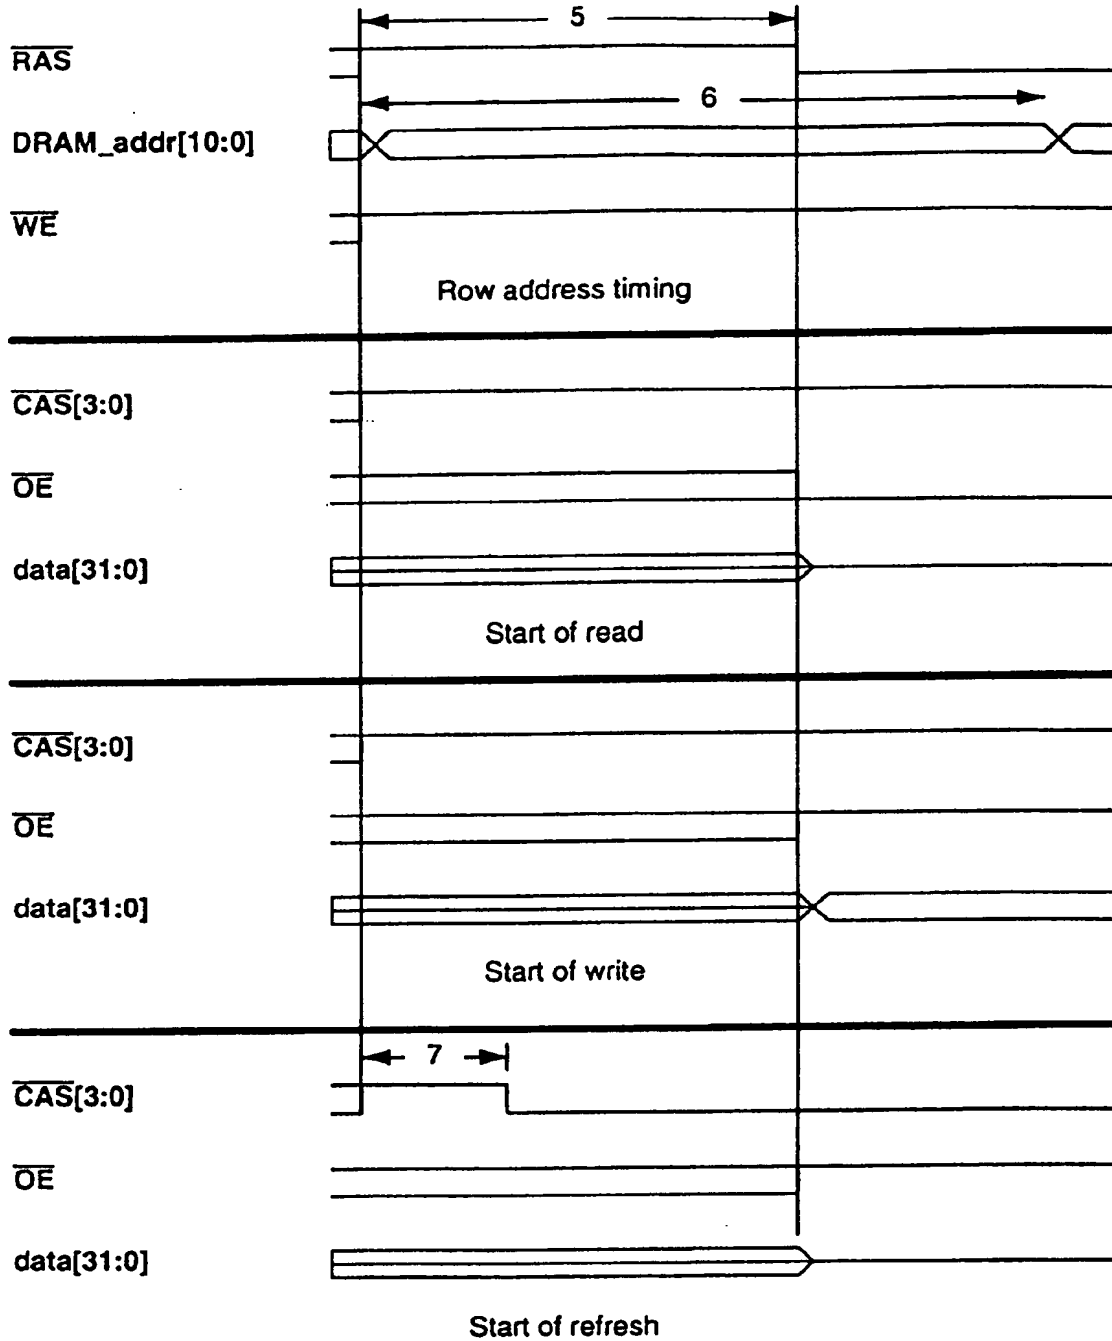 5
RAS
6
DRAM_addr[10:0]
WE
Row address timing
CAS[3:0]
OE
data[31:0]
Start of read
CAS[3:0]
OE
data[31:0]
Start of write
7
CAS[3:0]
OE
data[31:0]
Start of refresh